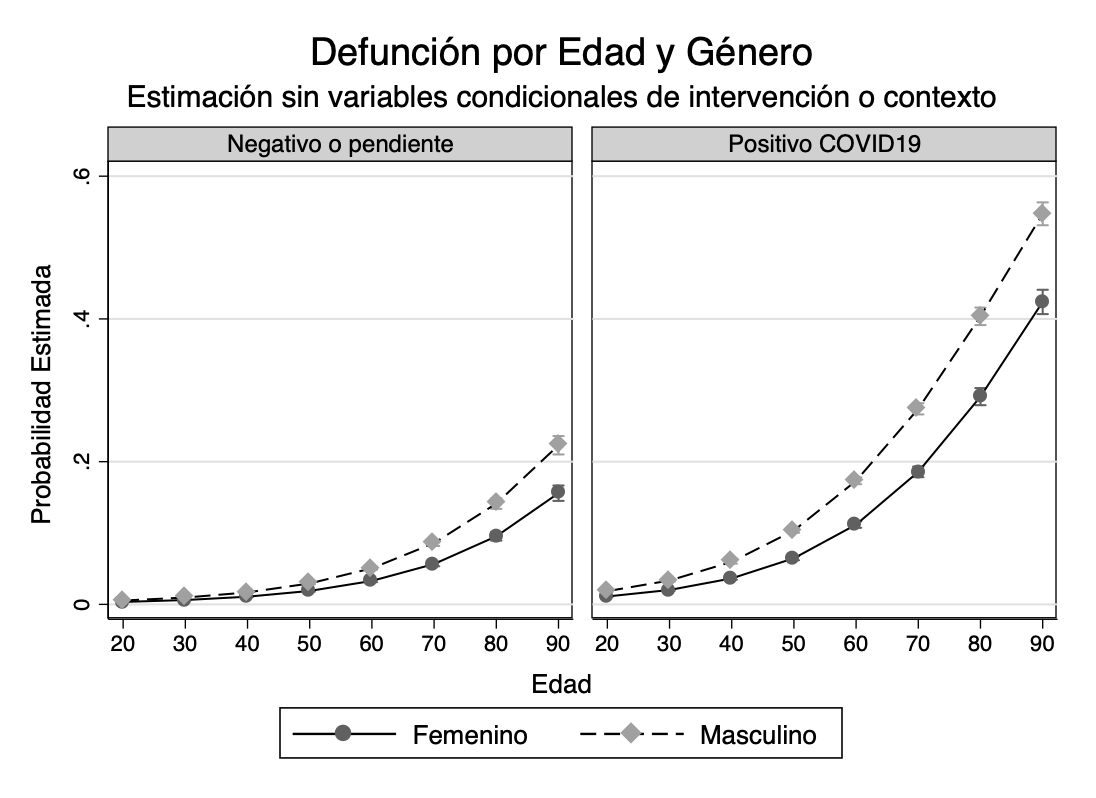 Defunción por Edad y Género
Estimación sin variables condicionales de intervención o contexto
Negativo o pendiente
Positivo COVID19
Probabilidad Estimada
.6
.4
.2
0
20 30 40 50 60 70 80 90
20 30 40 50 60 70 80 90
Edad
Femenino
Masculino